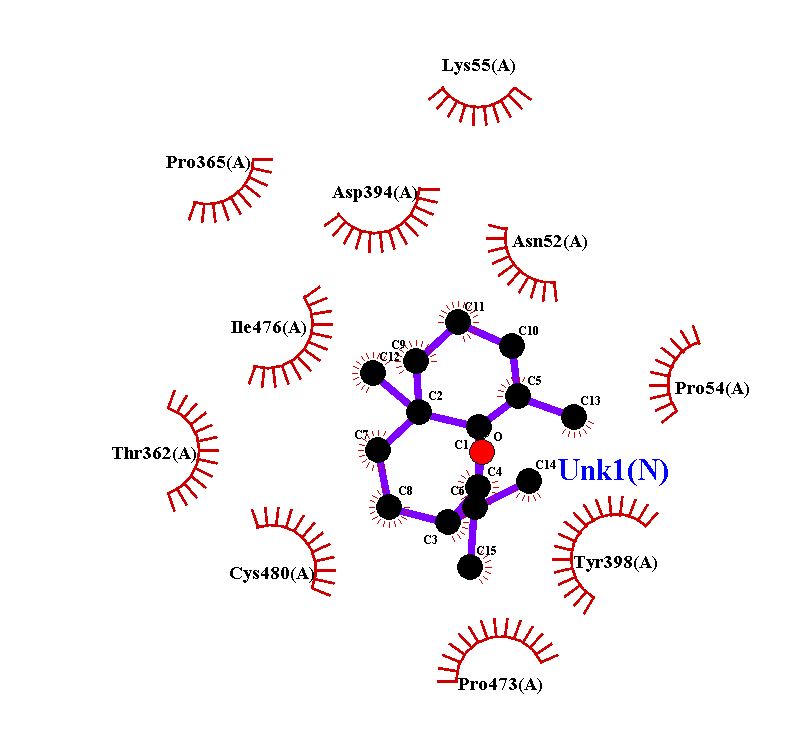 Lys55(A)
Pro365(A)
Asp394(A)
Asn52(A)
C11
Ile476(A)
C10
C9
C12
C5
Pro54(A)
C2
C13
C7
C1
O
Thr362(A)
C14
Unk1(N)
C4
C8
C6
C3
C15
Tyr398(A)
Cys480(A)
Pro473(A)